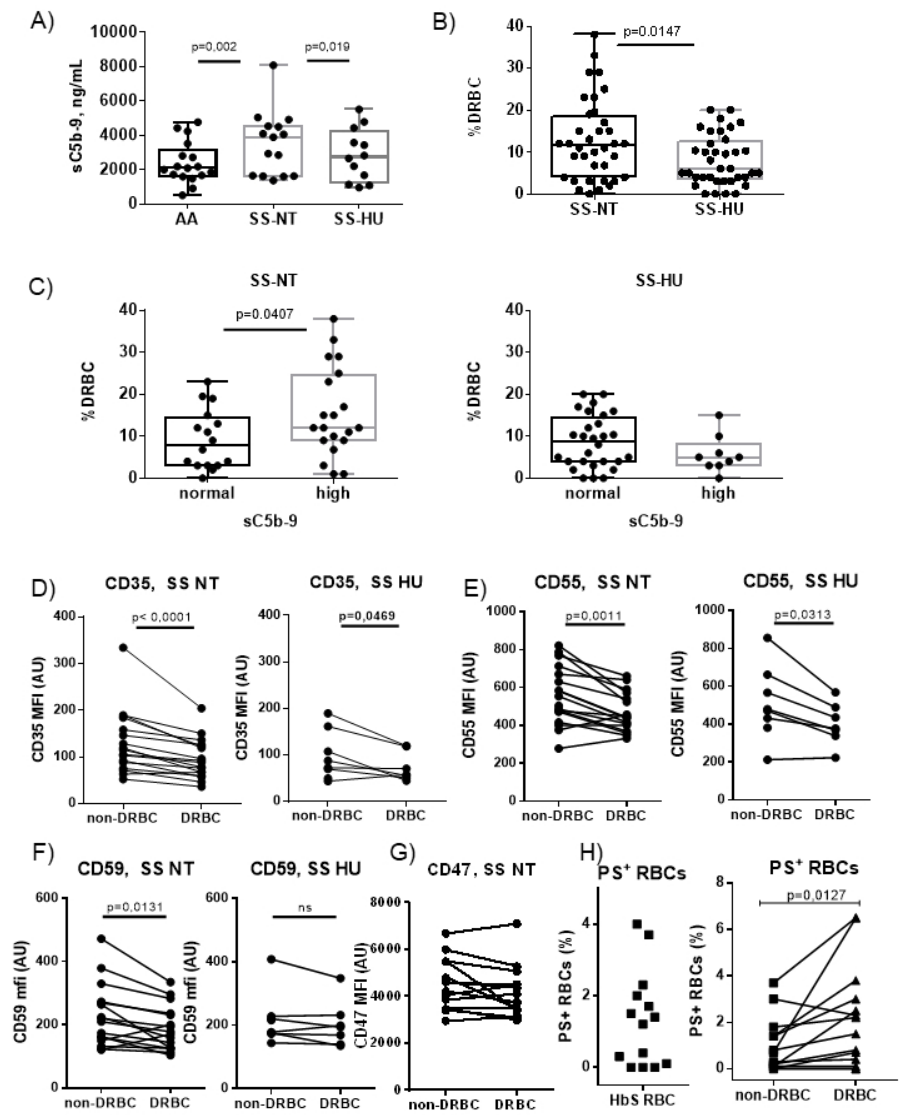 A)
10000
8000
6000
4000
2000
0
sC5b-9, ng/mL
p=0,002
p=0,019
AA
SS-NT
SS-HU
B)
40
30
20
10
0
%DRBC
p=0.0147
SS-NT
SS-HU
C)
SS-NT
40
30
20
10
0
% DRBC
p=0.0407
normal
high
sC5b-9
SS-HU
40
30
20
10
0
% DRBC
normal
high
sC5b-9
D)
CD35, SS NT
400
300
200
100
0
CD35 MFI (AU)
p< 0,0001
non-DRBC
DRBC
CD35, SS HU
400
300
200
100
0
CD35 MFI (AU)
p=0,0469
non-DRBC
DRBC
E)
CD55, SS NT
1000
800
600
400
200
0
CD55 MFI (AU)
p=0,0011
non-DRBC
DRBC
CD55, SS HU
1000
800
600
400
200
0
CD55 MFI (AU)
p=0,0313
non-DRBC
DRBC
F)
CD59, SS NT
600
400
200
0
CD59 mfi (AU)
p=0,0131
non-DRBC
DRBC
CD59, SS HU
600
400
200
0
CD59 mfi (AU)
ns
non-DRBC
DRBC
G)
CD47, SS NT
8000
6000
4000
2000
0
CD47 MFI (AU)
non-DRBC
DRBC
H)
PS+ RBCs
4
2
0
PS+ RBCs (%)
HbS RBC
PS+ RBCs
8
6
4
2
0
PS+ RBCs (%)
p=0,0127
non-DRBC
DRBC